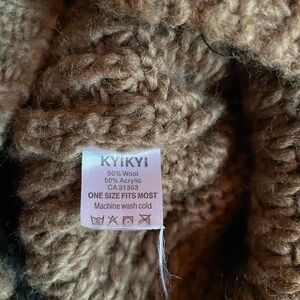 KYIKYI
50% Wool
50% Acrylic
CA 31363
ONE SIZE FITS MOST
Machine wash cold